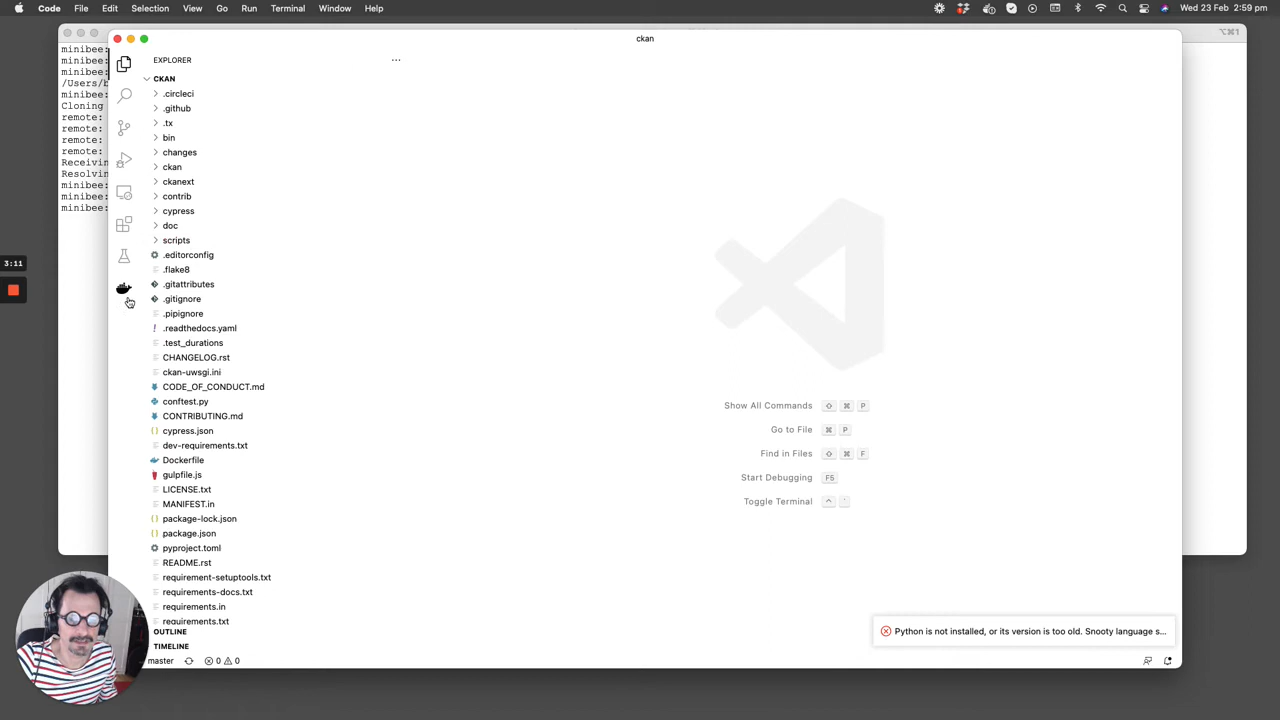 Code File Edit Selection View Go Run Terminal Window Help
Wed 23 Feb 2:59 pm
ckan
⌥⌘1
minibee:
minibee:
minibee:
/Users/b
minibee:
Cloning
remote:
remote:
remote:
remote:
Receivin
Resolvin
minibee:
minibee:
minibee:
3:11
EXPLORER
CKAN
.circleci
.github
.tx
bin
changes
ckan
ckanext
contrib
cypress
doc
scripts
.editorconfig
.flake8
.gitattributes
.gitignore
.pipignore
.readthedocs.yaml
.test_durations
CHANGELOG.rst
ckan-uwsgi.ini
CODE_OF_CONDUCT.md
conftest.py
CONTRIBUTING.md
cypress.json
dev-requirements.txt
Dockerfile
gulpfile.js
LICENSE.txt
MANIFEST.in
package-lock.json
package.json
pyproject.toml
README.rst
requirement-setuptools.txt
requirements-docs.txt
requirements.in
requirements.txt
OUTLINE
TIMELINE
Show All Commands ⇧ ⌘ P
Go to File ⌘ P
Find in Files ⇧ ⌘ F
Start Debugging F5
Toggle Terminal ^ `
Python is not installed, or its version is too old. Snooty language s...
master 0 0